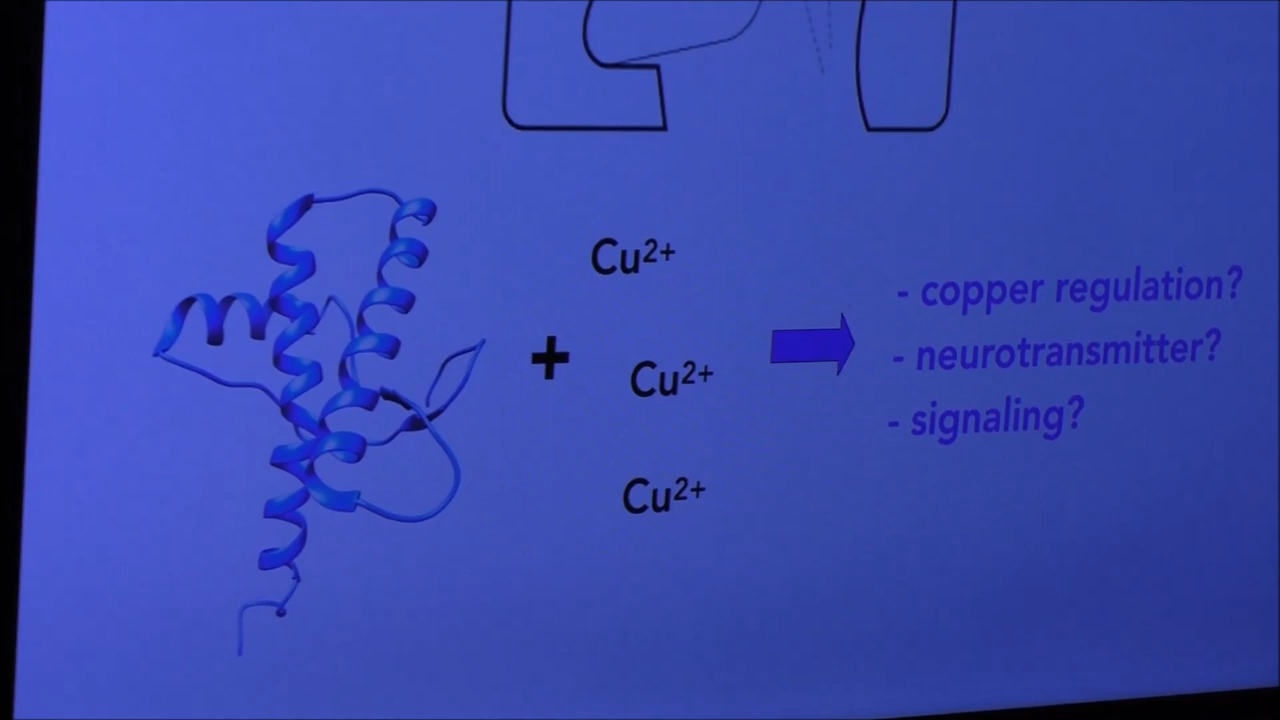 Cu²⁺
+
Cu²⁺
Cu²⁺
- copper regulation?
- neurotransmitter?
- signaling?